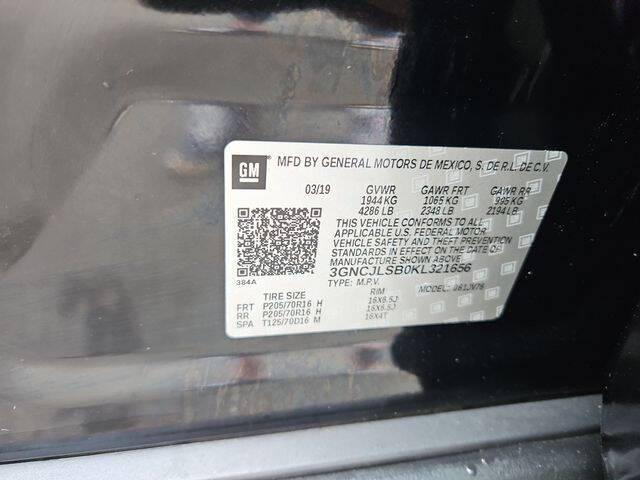 GM
MFD BY GENERAL MOTORS DE MEXICO, S. DE R.L. DE C.V.
03/19 GVWR GAWR FRT GAWR RR
1944 KG 1065 KG 995 KG
4286 LB 2348 LB 2194 LB
THIS VEHICLE CONFORMS TO ALL
APPLICABLE U.S. FEDERAL MOTOR
VEHICLE SAFETY AND THEFT PREVENTION
STANDARDS IN EFFECT ON THE DATE OF
MANUFACTURE SHOWN ABOVE.
3GNCJLSB0KL321656
384A
TYPE: M.P.V. MODEL:
TIRE SIZE RIM
FRT P205/70R16 H 16X6.5J
RR P205/70R16 H 16X6.5J
SPA T125/70D16 M 16X4T